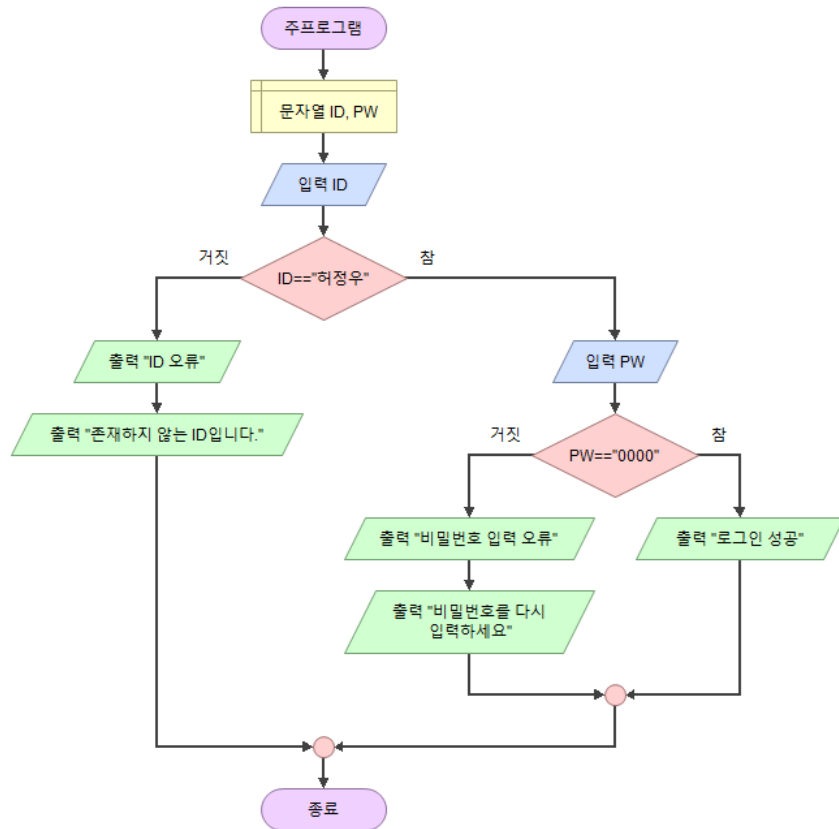 주프로그램
문자열 ID, PW
입력 ID
거짓
참
ID=="허정우"
출력 "ID 오류"
입력 PW
출력 "존재하지 않는 ID입니다."
거짓
참
PW=="0000"
출력 "비밀번호 입력 오류"
출력 "로그인 성공"
출력 "비밀번호를 다시
입력하세요"
종료